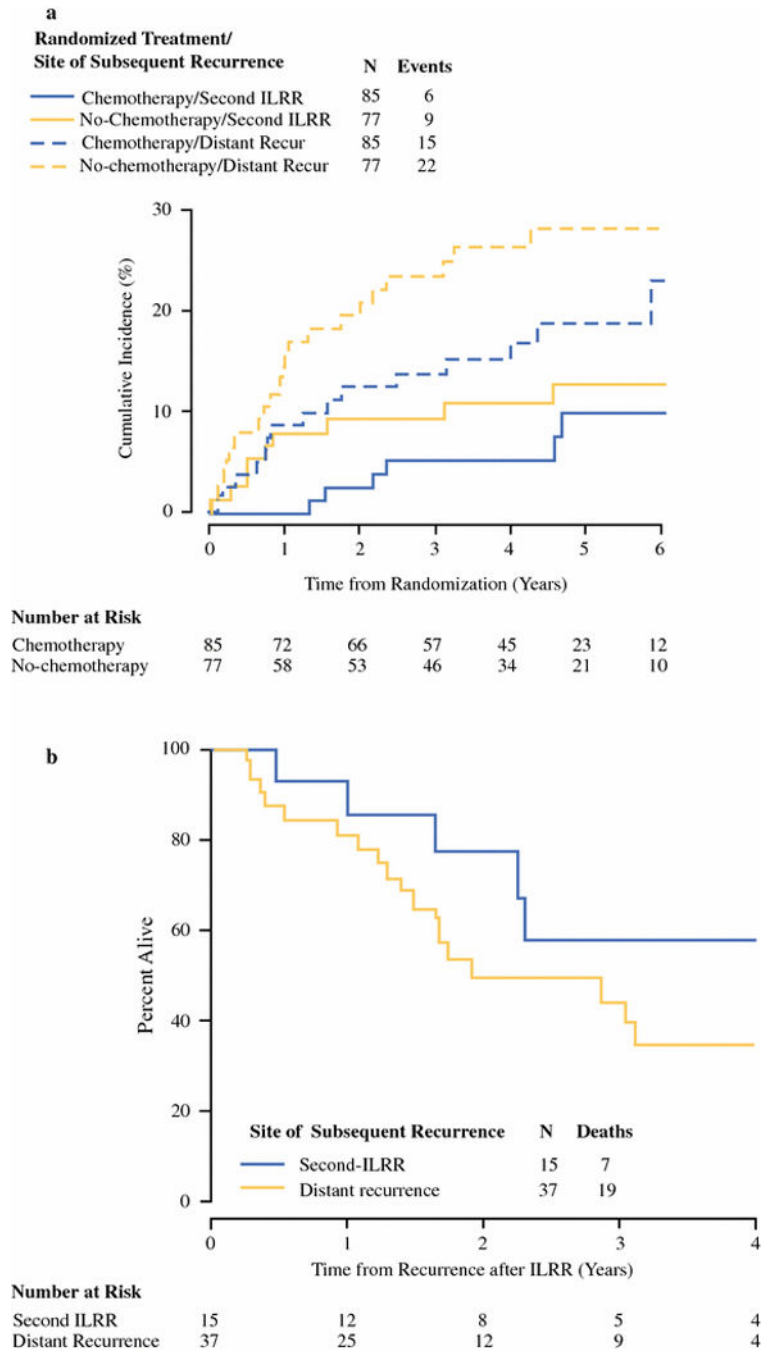 a
Randomized Treatment/
Site of Subsequent Recurrence N Events
Chemotherapy/Second ILRR 85 6
No-Chemotherapy/Second ILRR 77 9
Chemotherapy/Distant Recur 85 15
No-chemotherapy/Distant Recur 77 22
30
20
10
0
Cumulative Incidence (%)
0 1 2 3 4 5 6
Time from Randomization (Years)
Number at Risk
Chemotherapy 85 72 66 57 45 23 12
No-chemotherapy 77 58 53 46 34 21 10
b
100
80
60
40
20
0
Percent Alive
Site of Subsequent Recurrence N Deaths
Second-ILRR 15 7
Distant recurrence 37 19
0 1 2 3 4
Time from Recurrence after ILRR (Years)
Number at Risk
Second ILRR 15 12 8 5 4
Distant Recurrence 37 25 12 9 4